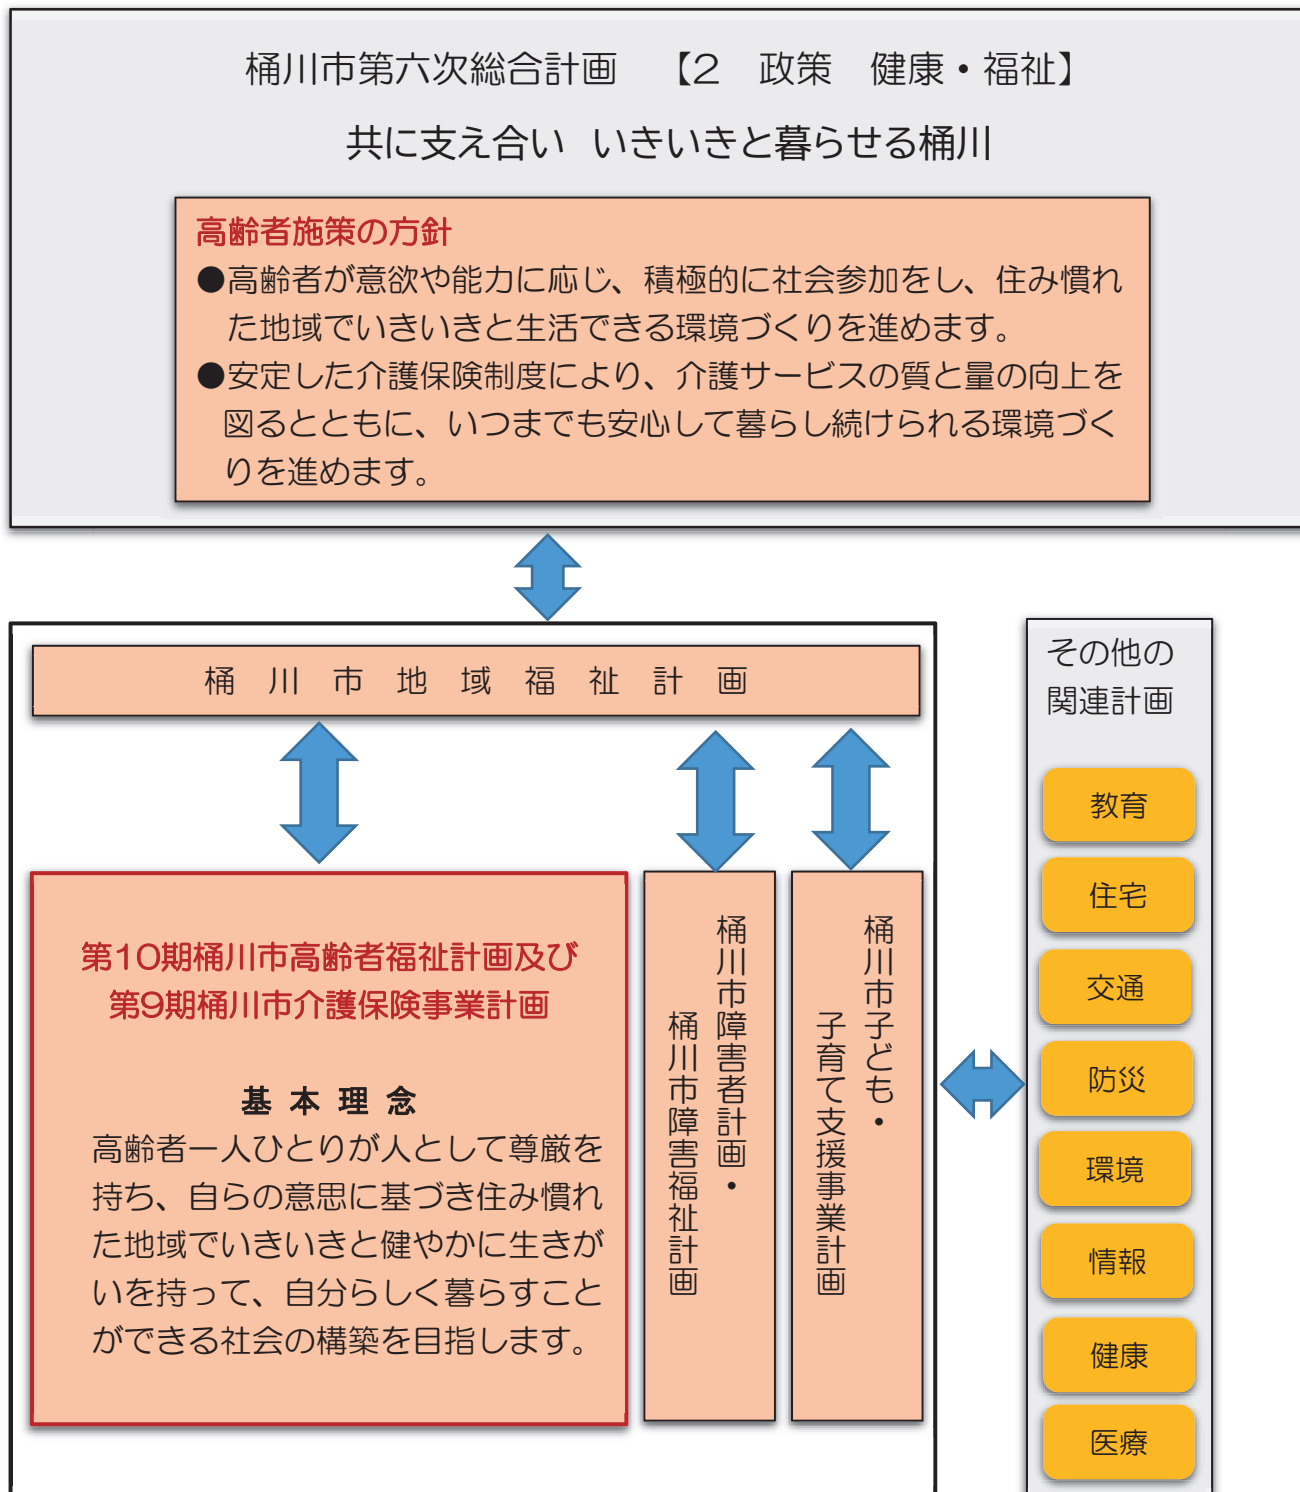 桶川市第六次総合計画　【2　政策　健康・福祉】
共に支え合い　いきいきと暮らせる桶川
高齢者施策の方針
●高齢者が意欲や能力に応じ、積極的に社会参加をし、住み慣れ
た地域でいきいきと生活できる環境づくりを進めます。
●安定した介護保険制度により、介護サービスの質と量の向上を
図るとともに、いつまでも安心して暮らし続けられる環境づく
りを進めます。
桶川市地域福祉計画
第10期桶川市高齢者福祉計画及び
第9期桶川市介護保険事業計画
基本理念
高齢者一人ひとりが人として尊厳を
持ち、自らの意思に基づき住み慣れ
た地域でいきいきと健やかに生きが
いを持って、自分らしく暮らすこと
ができる社会の構築を目指します。
桶川市障害者計画・
桶川市障害福祉計画
桶川市子ども・
子育て支援事業計画
その他の
関連計画
教育
住宅
交通
防災
環境
情報
健康
医療